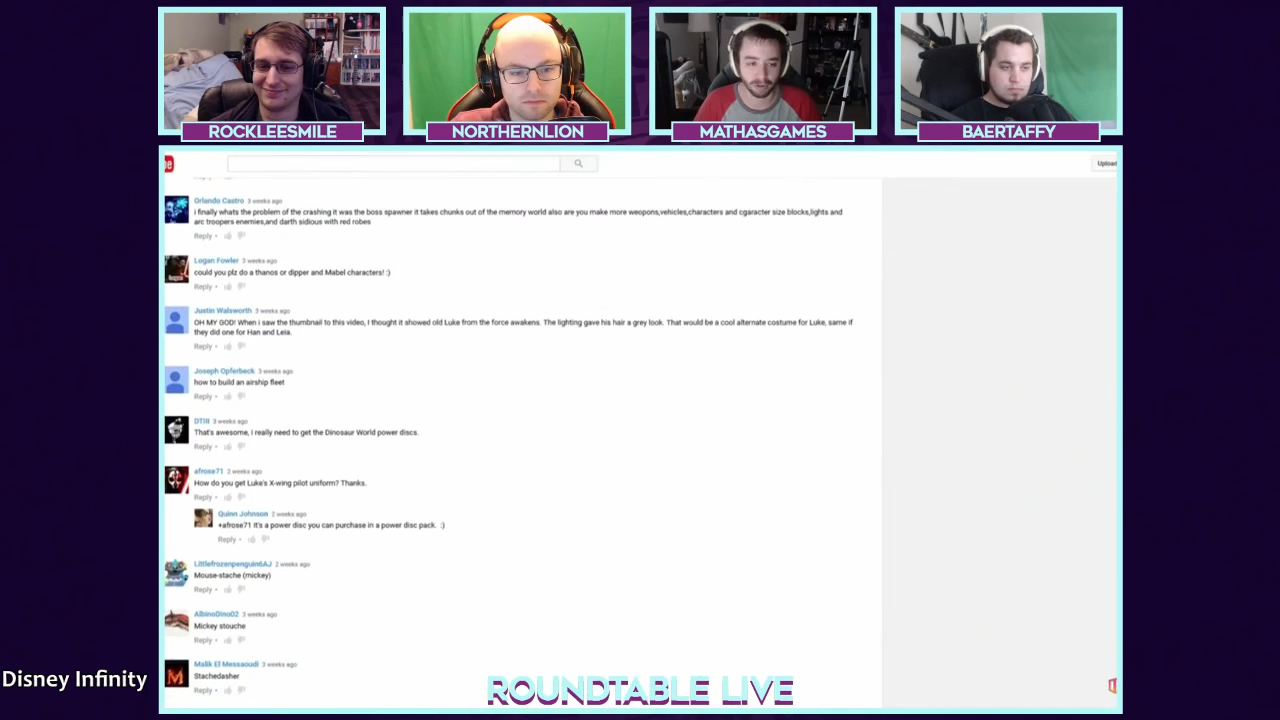 ROCKLEESMILE
NORTHERNLION
MATHASGAMES
BAERTAFFY
Upload
Orlando Castro 3 weeks ago
i finally whats the problem of the crashing it was the boss spawner it takes chunks out of the memory world also are you make more weopons,vehicles,characters and cgaracter size blocks,lights and
arc troopers enemies,and darth sidious with red robes
Reply •
Logan Fowler 3 weeks ago
could you plz do a thanos or dipper and Mabel characters! :)
Reply •
Justin Walsworth 3 weeks ago
OH MY GOD! When i saw the thumbnail to this video, I thought it showed old Luke from the force awakens. The lighting gave his hair a grey look. That would be a cool alternate costume for Luke, same if
they did one for Han and Leia.
Reply •
Joseph Opferbeck 3 weeks ago
how to build an airship fleet
Reply •
DTIII 3 weeks ago
That's awesome, I really need to get the Dinosaur World power discs.
Reply •
afrose71 2 weeks ago
How do you get Luke's X-wing pilot uniform? Thanks.
Reply •
Quinn Johnson 2 weeks ago
+afrose71 It's a power disc you can purchase in a power disc pack. :)
Reply •
Littlefrozenpenguin6AJ 2 weeks ago
Mouse-stache (mickey)
Reply •
AlbinoDino02 3 weeks ago
Mickey stouche
Reply •
Malik El Messaoudi 3 weeks ago
Stachedasher
Reply •
Disney Infinity
ROUNDTABLE LIVE